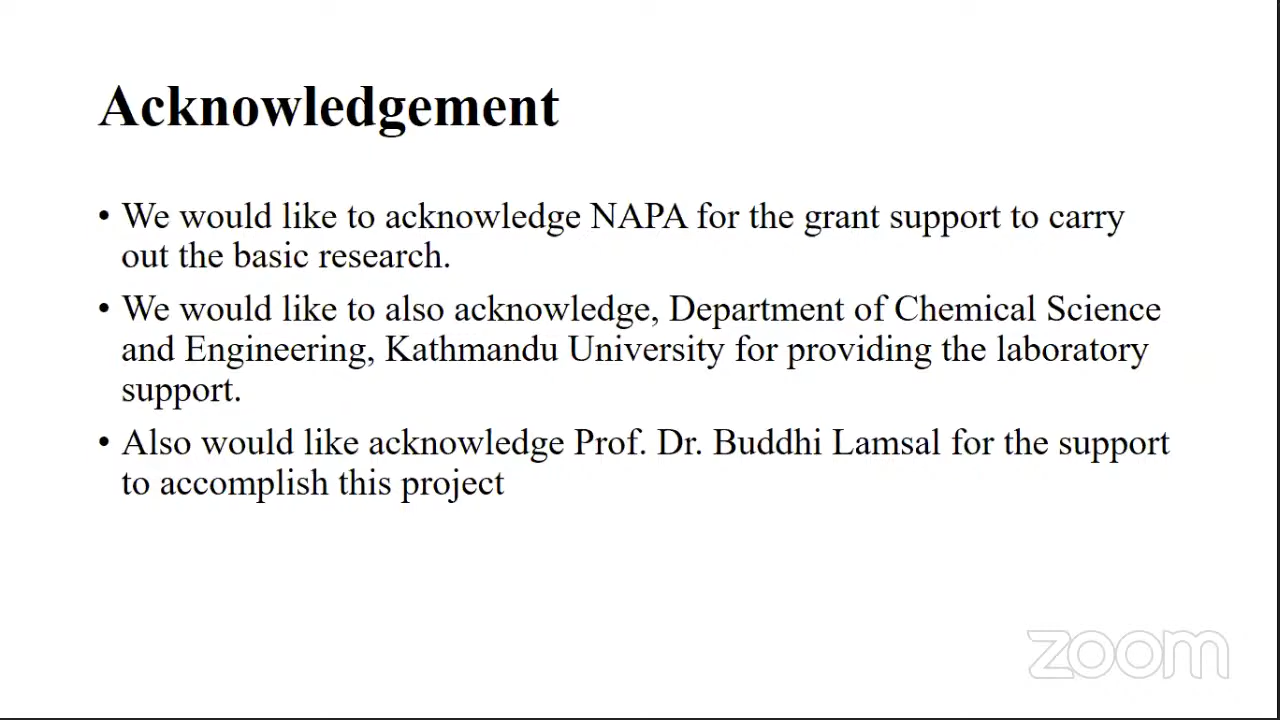 Acknowledgement
• We would like to acknowledge NAPA for the grant support to carry
out the basic research.
• We would like to also acknowledge, Department of Chemical Science
and Engineering, Kathmandu University for providing the laboratory
support.
• Also would like acknowledge Prof. Dr. Buddhi Lamsal for the support
to accomplish this project
zoom